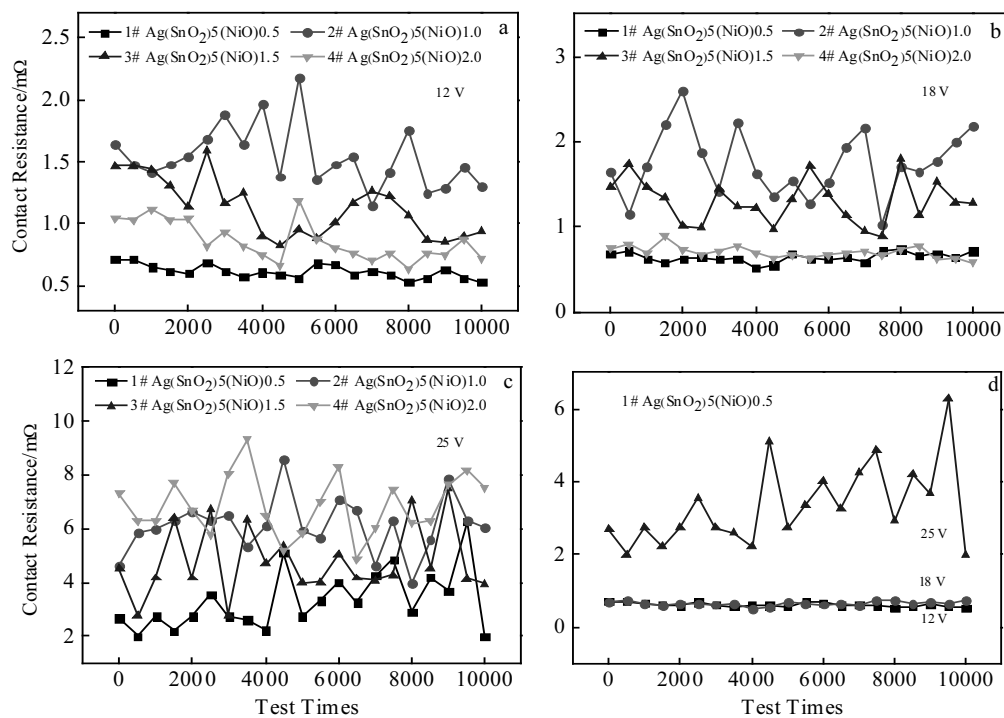 a
1# Ag(SnO₂)5(NiO)0.5 2# Ag(SnO₂)5(NiO)1.0
3# Ag(SnO₂)5(NiO)1.5 4# Ag(SnO₂)5(NiO)2.0
12 V
Contact Resistance/mΩ
2.5
2.0
1.5
1.0
0.5
0 2000 4000 6000 8000 10000
b
1# Ag(SnO₂)5(NiO)0.5 2# Ag(SnO₂)5(NiO)1.0
3# Ag(SnO₂)5(NiO)1.5 4# Ag(SnO₂)5(NiO)2.0
18 V
3
2
1
0
0 2000 4000 6000 8000 10000
c
1# Ag(SnO₂)5(NiO)0.5 2# Ag(SnO₂)5(NiO)1.0
3# Ag(SnO₂)5(NiO)1.5 4# Ag(SnO₂)5(NiO)2.0
25 V
Contact Resistance/mΩ
12
10
8
6
4
2
0 2000 4000 6000 8000 10000
Test Times
d
1# Ag(SnO₂)5(NiO)0.5
6
4
2
0
25 V
18 V
12 V
0 2000 4000 6000 8000 10000
Test Times